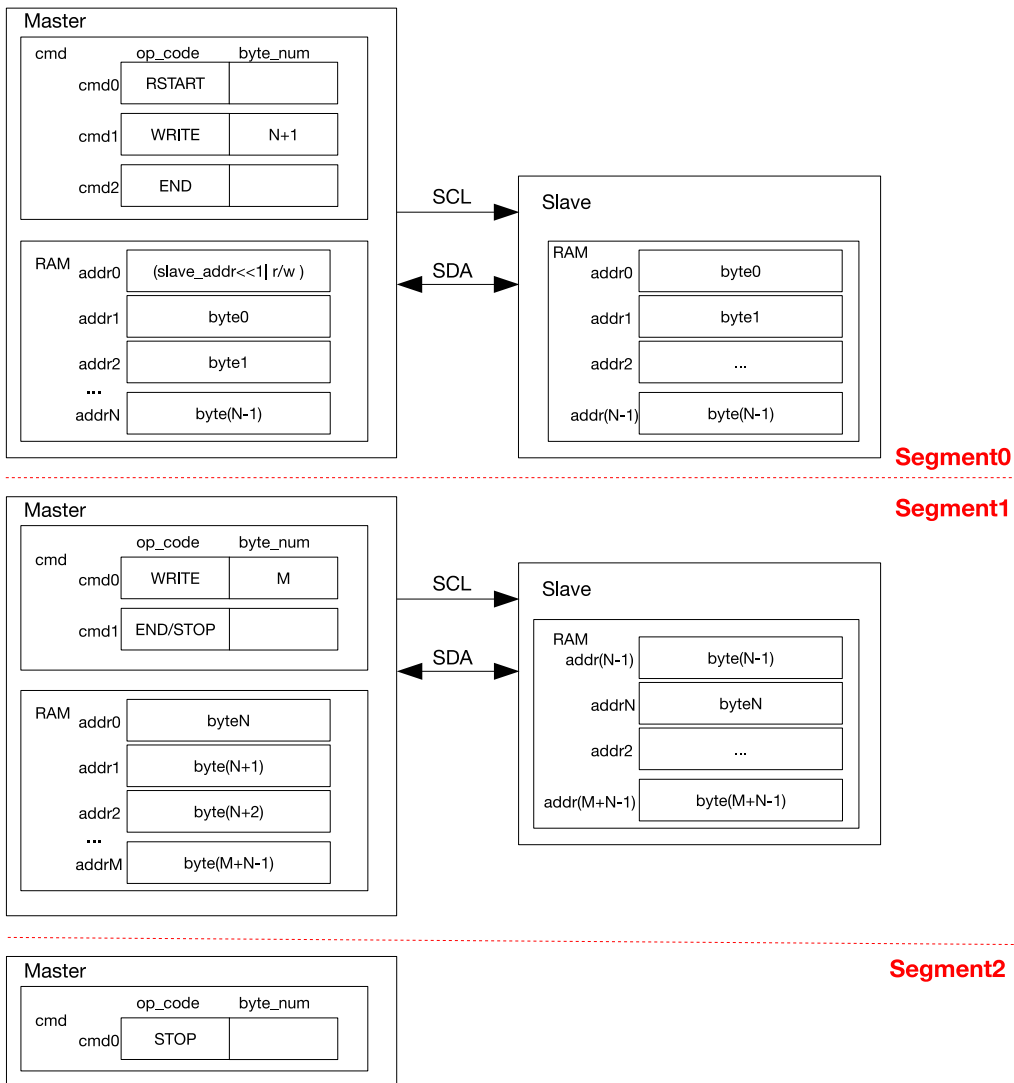 Master
cmd op_code byte_num
cmd0 RSTART
cmd1 WRITE N+1
cmd2 END
RAM
addr0 (slave_addr<<1| r/w )
addr1 byte0
addr2 byte1
...
addrN byte(N-1)
SCL
SDA
Slave
RAM
addr0 byte0
addr1 byte1
addr2 ...
addr(N-1) byte(N-1)
Segment0
Segment1
Master
cmd op_code byte_num
cmd0 WRITE M
cmd1 END/STOP
RAM
addr0 byteN
addr1 byte(N+1)
addr2 byte(N+2)
...
addrM byte(M+N-1)
SCL
SDA
Slave
RAM
addr(N-1) byte(N-1)
addrN byteN
addr2 ...
addr(M+N-1) byte(M+N-1)
Segment2
Master
cmd op_code byte_num
cmd0 STOP